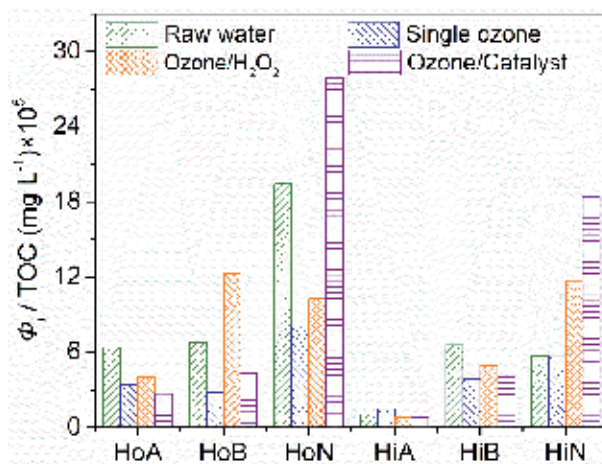 Raw water
Single ozone
Ozone/H₂O₂
Ozone/Catalyst
Φᵢ / TOC (mg L⁻¹)×10⁵
30
24
18
12
6
0
HoA HoB HoN HiA HiB HiN